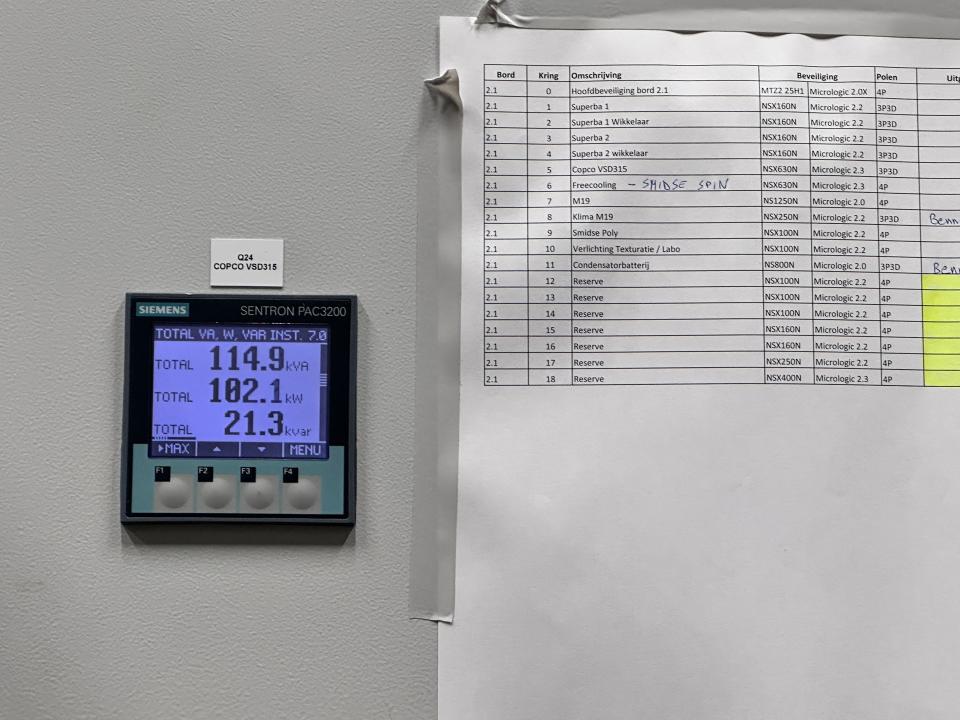 Q24
COPCO VSD315
SIEMENS SENTRON PAC3200
TOTAL VA, W, VAR INST. 7.0
TOTAL 114.9 kVA
TOTAL 102.1 kW
TOTAL 21.3 kvar
▸MAX ▲ ▼ MENU
F1 F2 F3 F4
Bord Kring Omschrijving Beveiliging Polen
2.1 0 Hoofdbeveiliging bord 2.1 MTZ2 25H1 Micrologic 2.0X 4P
2.1 1 Superba 1 NSX160N Micrologic 2.2 3P3D
2.1 2 Superba 1 Wikkelaar NSX160N Micrologic 2.2 3P3D
2.1 3 Superba 2 NSX160N Micrologic 2.2 3P3D
2.1 4 Superba 2 wikkelaar NSX160N Micrologic 2.2 3P3D
2.1 5 Copco VSD315 NSX630N Micrologic 2.3 3P3D
2.1 6 Freecooling - SMIDSE SPIN NSX630N Micrologic 2.3 4P
2.1 7 M19 NS1250N Micrologic 2.0 4P
2.1 8 Klima M19 NSX250N Micrologic 2.2 3P3D
2.1 9 Smidse Poly NSX100N Micrologic 2.2 4P
2.1 10 Verlichting Texturatie / Labo NSX100N Micrologic 2.2 4P
2.1 11 Condensatorbatterij NS800N Micrologic 2.0 3P3D
2.1 12 Reserve NSX100N Micrologic 2.2 4P
2.1 13 Reserve NSX100N Micrologic 2.2 4P
2.1 14 Reserve NSX100N Micrologic 2.2 4P
2.1 15 Reserve NSX160N Micrologic 2.2 4P
2.1 16 Reserve NSX160N Micrologic 2.2 4P
2.1 17 Reserve NSX250N Micrologic 2.2 4P
2.1 18 Reserve NSX400N Micrologic 2.3 4P